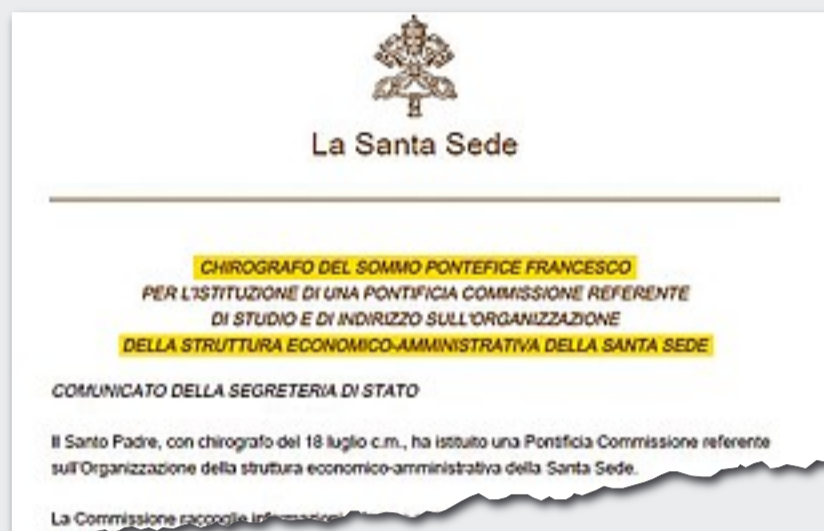 La Santa Sede
CHIROGRAFO DEL SOMMO PONTEFICE FRANCESCO
PER L'ISTITUZIONE DI UNA PONTIFICIA COMMISSIONE REFERENTE
DI STUDIO E DI INDIRIZZO SULL'ORGANIZZAZIONE
DELLA STRUTTURA ECONOMICO-AMMINISTRATIVA DELLA SANTA SEDE
COMUNICATO DELLA SEGRETERIA DI STATO
Il Santo Padre, con chirografo del 18 luglio c.m., ha istituito una Pontificia Commissione referente
sull'Organizzazione della struttura economico-amministrativa della Santa Sede.
La Commissione raccoglie informazioni